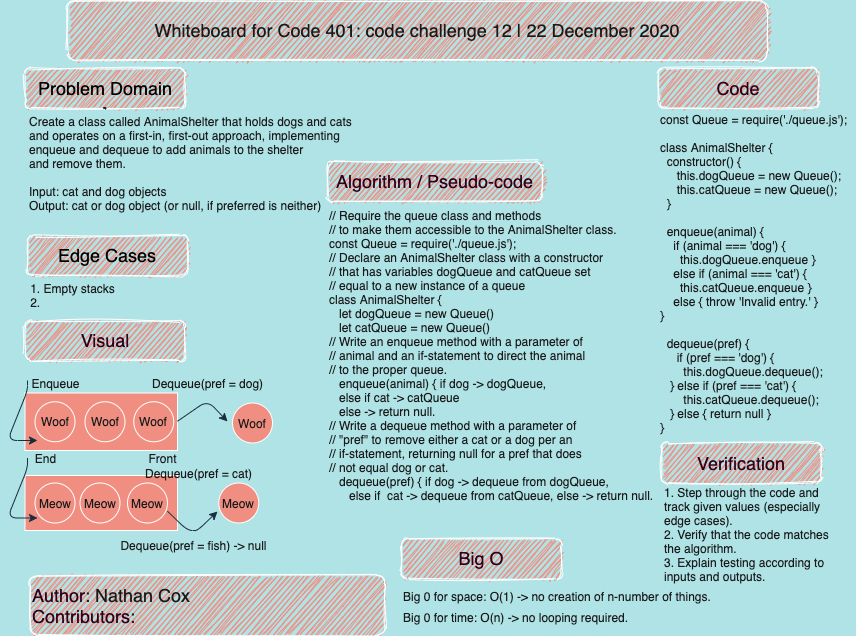 Whiteboard for Code 401: code challenge 12 | 22 December 2020
Problem Domain
Create a class called AnimalShelter that holds dogs and cats
and operates on a first-in, first-out approach, implementing
enqueue and dequeue to add animals to the shelter
and remove them.
Input: cat and dog objects
Output: cat or dog object (or null, if preferred is neither)
Edge Cases
1. Empty stacks
2.
Visual
Enqueue
Dequeue(pref = dog)
Woof
Woof
Woof
Woof
End
Front
Dequeue(pref = cat)
Meow
Meow
Meow
Meow
Dequeue(pref = fish) -> null
Author: Nathan Cox
Contributors:
Algorithm / Pseudo-code
// Require the queue class and methods
// to make them accessible to the AnimalShelter class.
const Queue = require('./queue.js');
// Declare an AnimalShelter class with a constructor
// that has variables dogQueue and catQueue set
// equal to a new instance of a queue
class AnimalShelter {
let dogQueue = new Queue()
let catQueue = new Queue()
// Write an enqueue method with a parameter of
// animal and an if-statement to direct the animal
// to the proper queue.
enqueue(animal) { if dog -> dogQueue,
else if cat -> catQueue
else -> return null.
// Write a dequeue method with a parameter of
// "pref" to remove either a cat or a dog per an
// if-statement, returning null for a pref that does
// not equal dog or cat.
dequeue(pref) { if dog -> dequeue from dogQueue,
else if cat -> dequeue from catQueue, else -> return null.
Big O
Big 0 for space: O(1) -> no creation of n-number of things.
Big 0 for time: O(n) -> no looping required.
Code
const Queue = require('./queue.js');
class AnimalShelter {
constructor() {
this.dogQueue = new Queue();
this.catQueue = new Queue();
}
enqueue(animal) {
if (animal === 'dog') {
this.dogQueue.enqueue }
else if (animal === 'cat') {
this.catQueue.enqueue }
else { throw 'Invalid entry.' }
}
dequeue(pref) {
if (pref === 'dog') {
this.dogQueue.dequeue();
} else if (pref === 'cat') {
this.catQueue.dequeue();
} else { return null }
}
Verification
1. Step through the code and
track given values (especially
edge cases).
2. Verify that the code matches
the algorithm.
3. Explain testing according to
inputs and outputs.